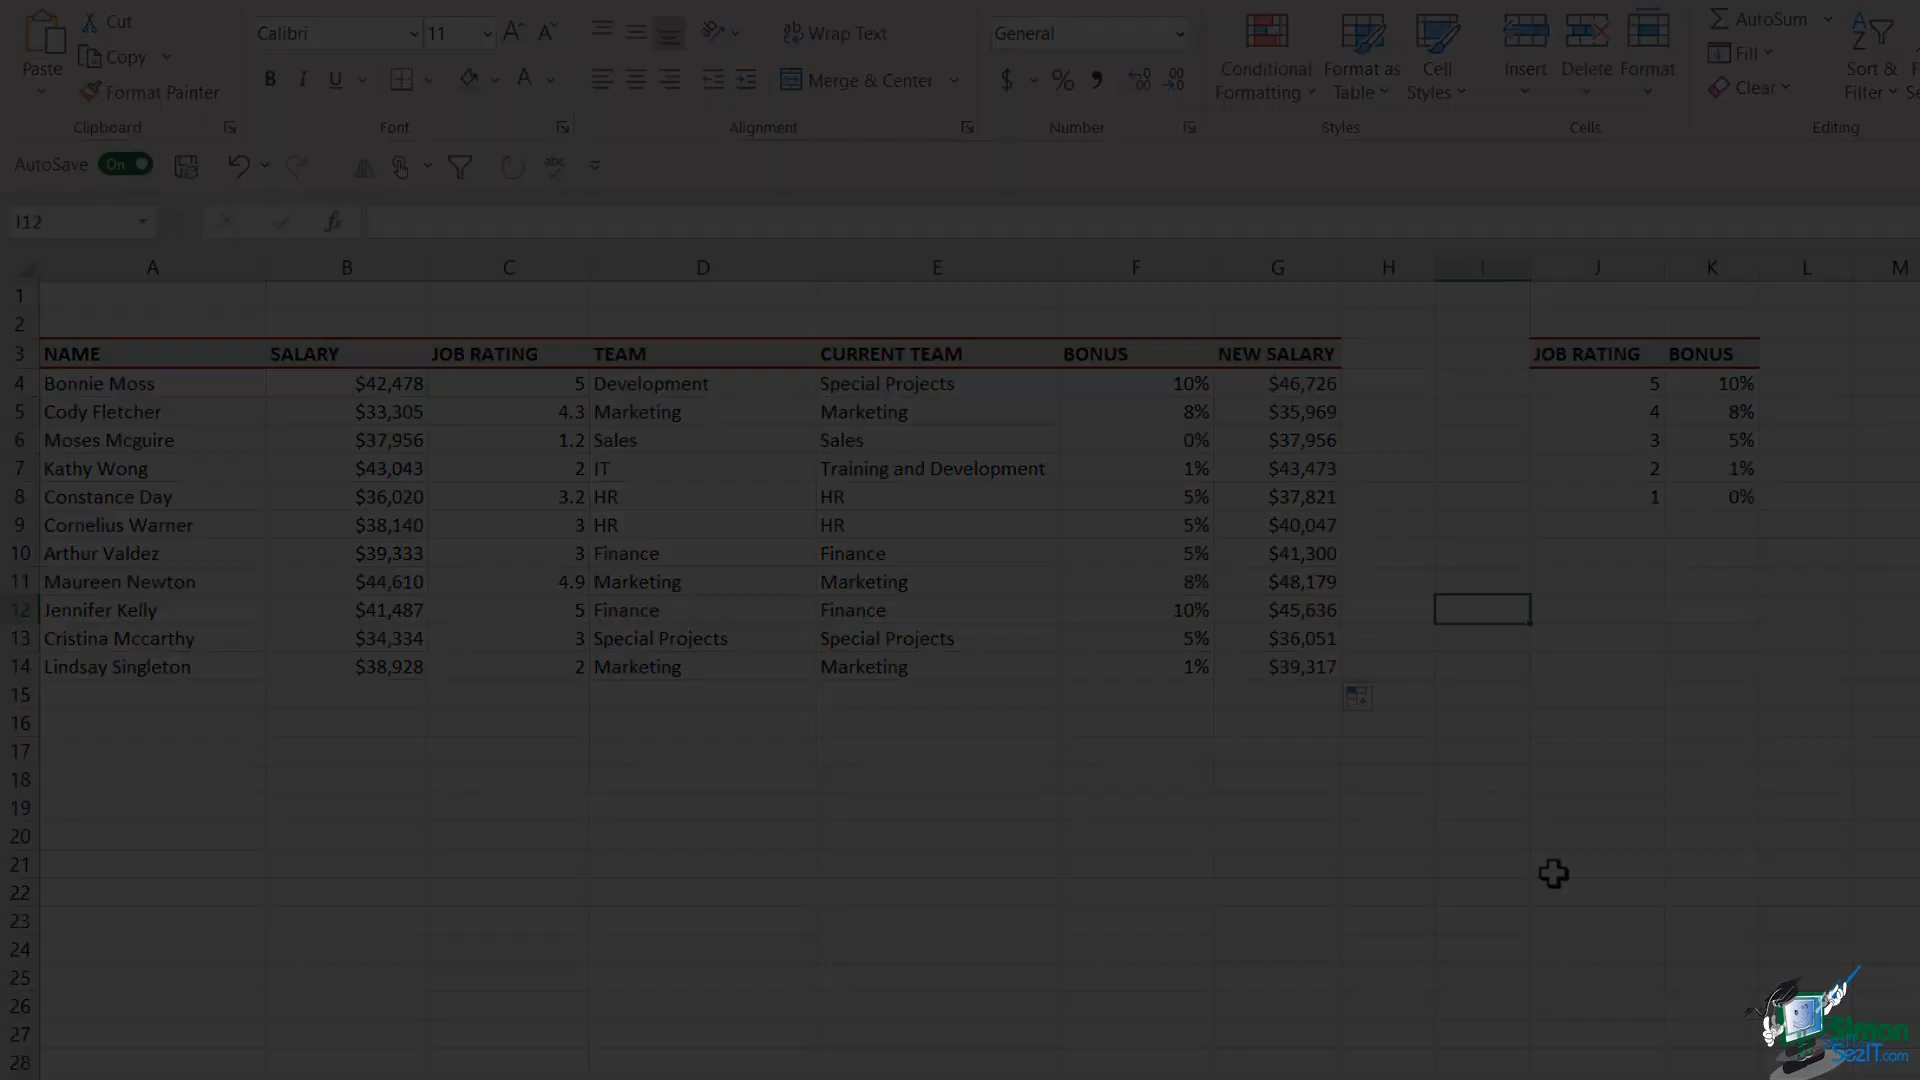 Cut
Copy
Paste
Format Painter
Clipboard
Calibri 11
B I U
Font
Wrap Text
Merge & Center
Alignment
General
Number
Conditional Formatting
Format as Table
Cell Styles
Styles
Insert Delete Format
Cells
AutoSum
Fill
Clear
Sort & Filter
Editing
AutoSave On
I12
fx
A B C D E F G H I J K L M
1
2
3 NAME SALARY JOB RATING TEAM CURRENT TEAM BONUS NEW SALARY JOB RATING BONUS
4 Bonnie Moss $42,478 5 Development Special Projects 10% $46,726 5 10%
5 Cody Fletcher $33,305 4.3 Marketing Marketing 8% $35,969 4 8%
6 Moses Mcguire $37,956 1.2 Sales Sales 0% $37,956 3 5%
7 Kathy Wong $43,043 2 IT Training and Development 1% $43,473 2 1%
8 Constance Day $36,020 3.2 HR HR 5% $37,821 1 0%
9 Cornelius Warner $38,140 3 HR HR 5% $40,047
10 Arthur Valdez $39,333 3 Finance Finance 5% $41,300
11 Maureen Newton $44,610 4.9 Marketing Marketing 8% $48,179
12 Jennifer Kelly $41,487 5 Finance Finance 10% $45,636
13 Cristina Mccarthy $34,334 3 Special Projects Special Projects 5% $36,051
14 Lindsay Singleton $38,928 2 Marketing Marketing 1% $39,317
15
16
17
18
19
20
21
22
23
24
25
26
27
28
Simon
SezIT.com